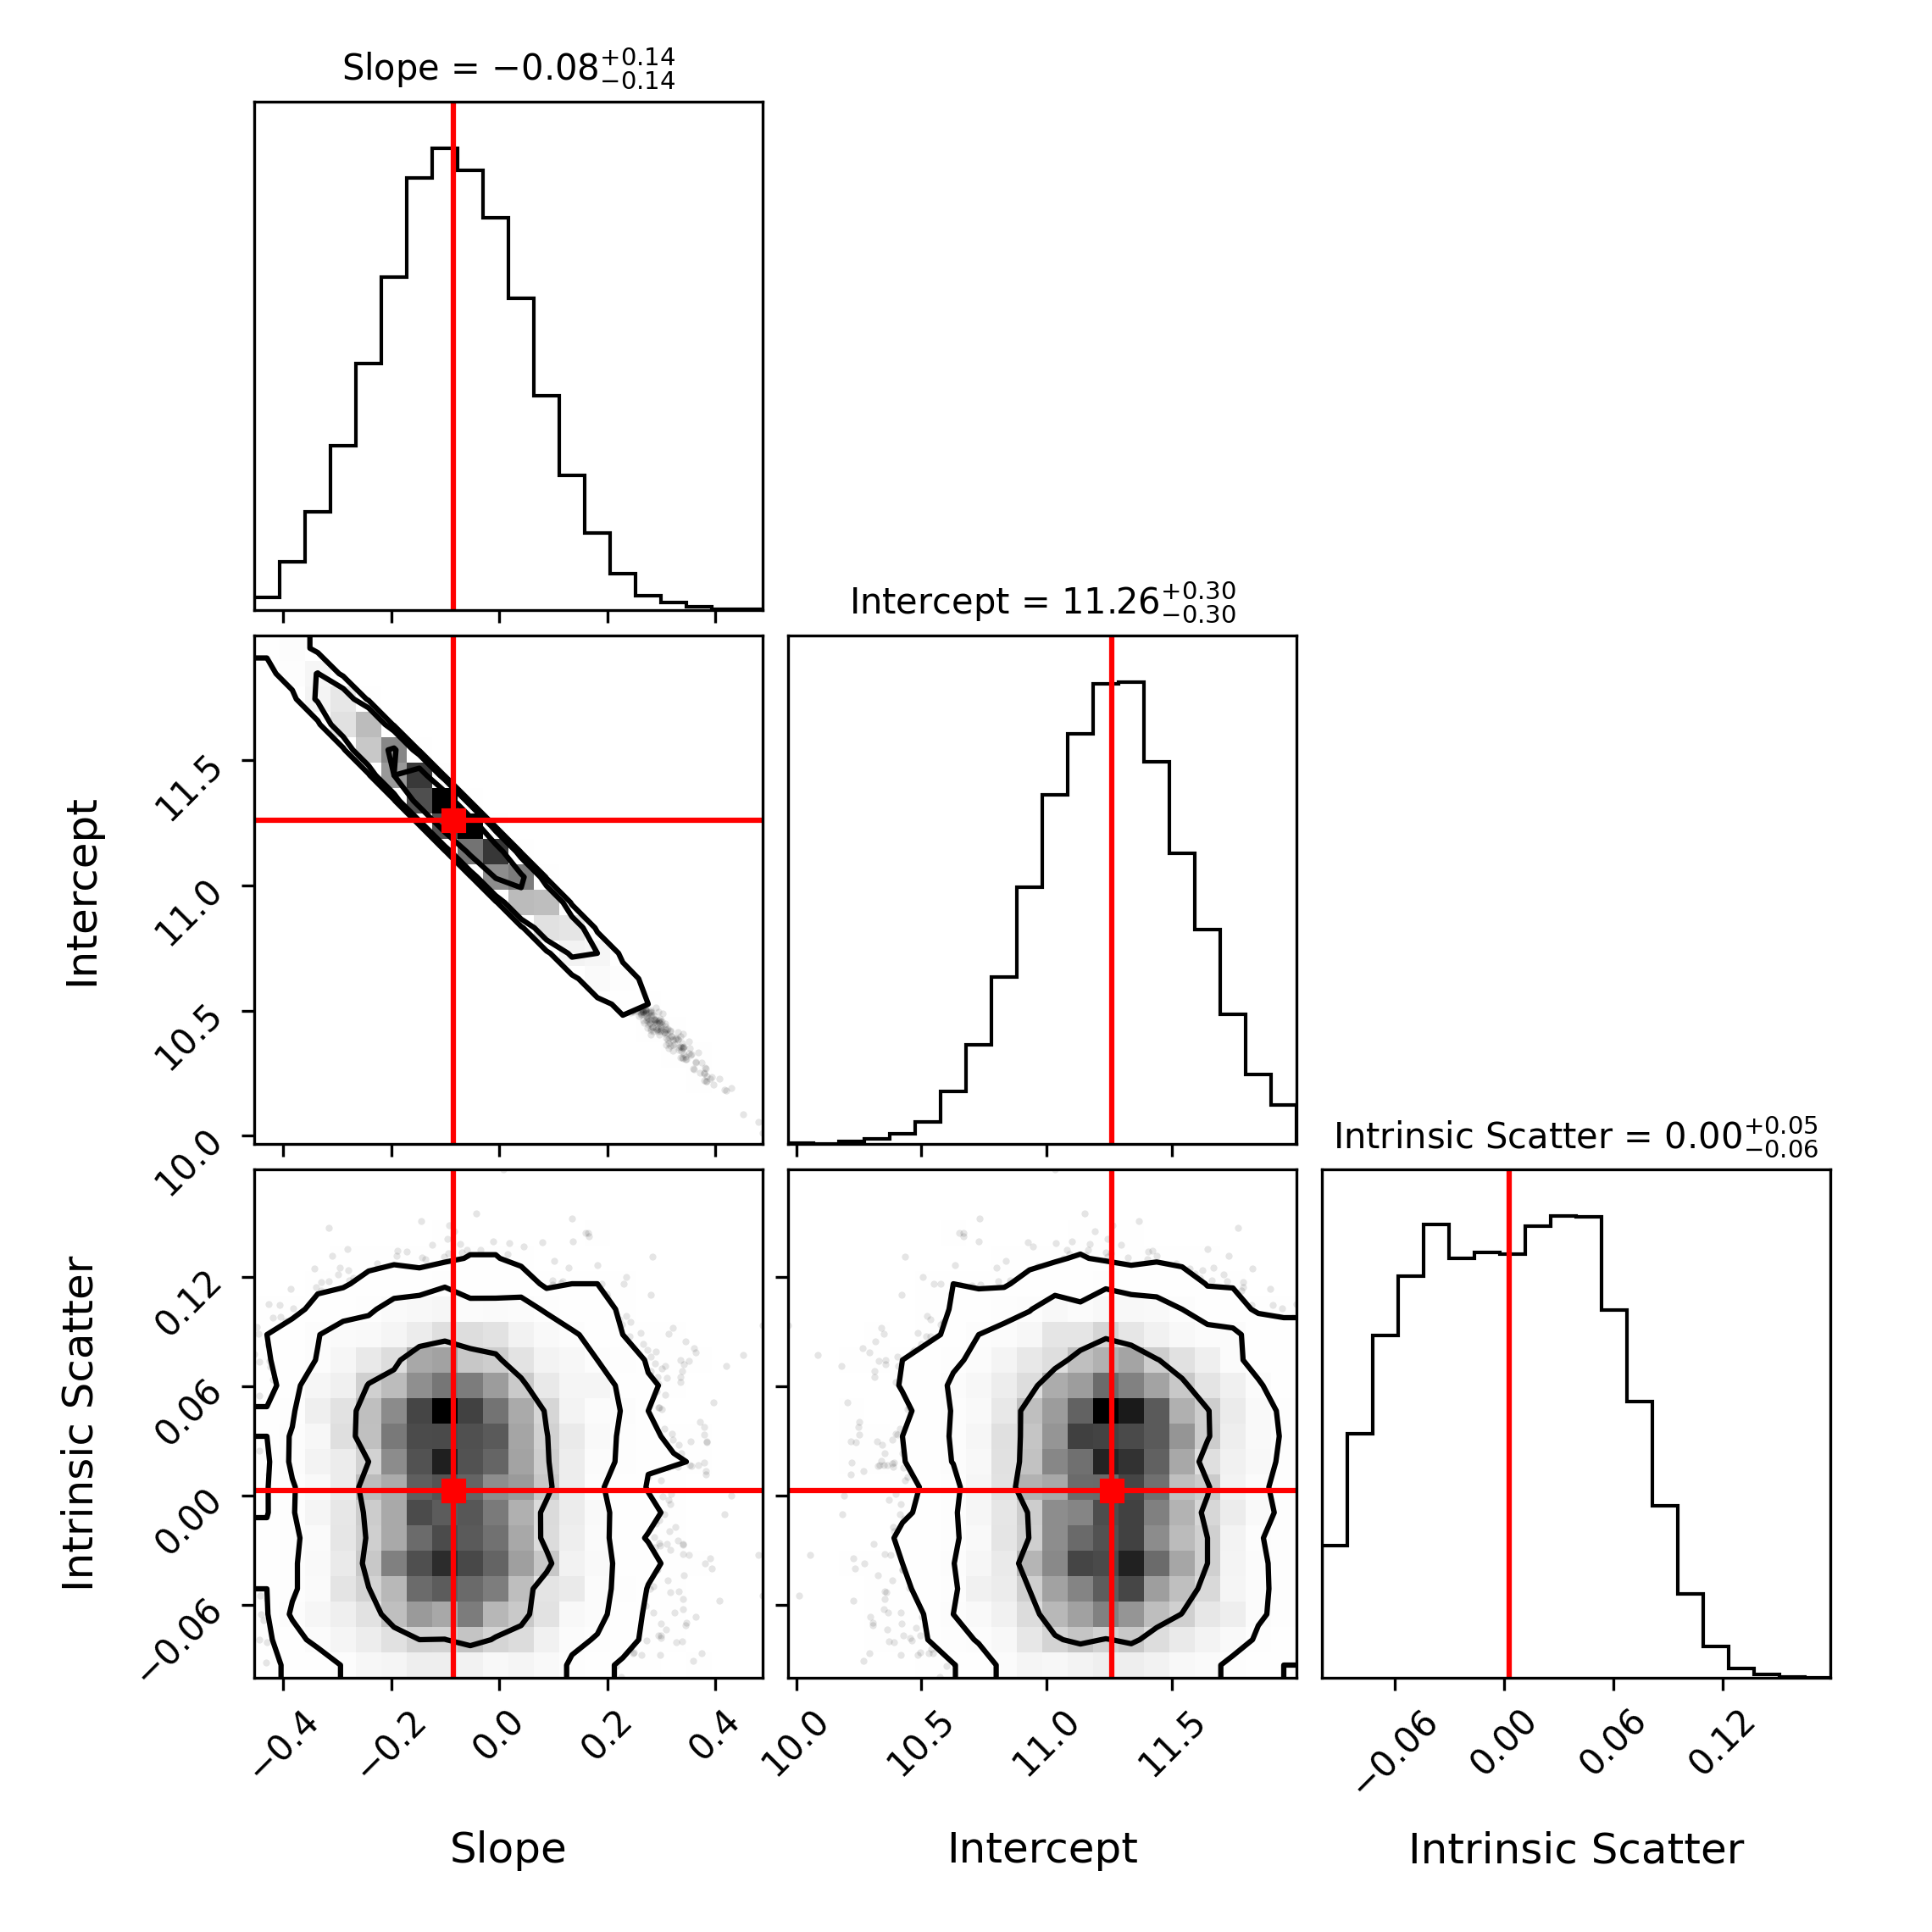 Slope = −0.08+0.14−0.14
Intercept = 11.26+0.30−0.30
Intercept
11.5
11.0
10.5
10.0
Intrinsic Scatter = 0.00+0.05−0.06
Intrinsic Scatter
0.12
0.06
0.00
−0.06
−0.4 −0.2 0.0 0.2 0.4 10.0 10.5 11.0 11.5 −0.06 0.00 0.06 0.12
Slope Intercept Intrinsic Scatter